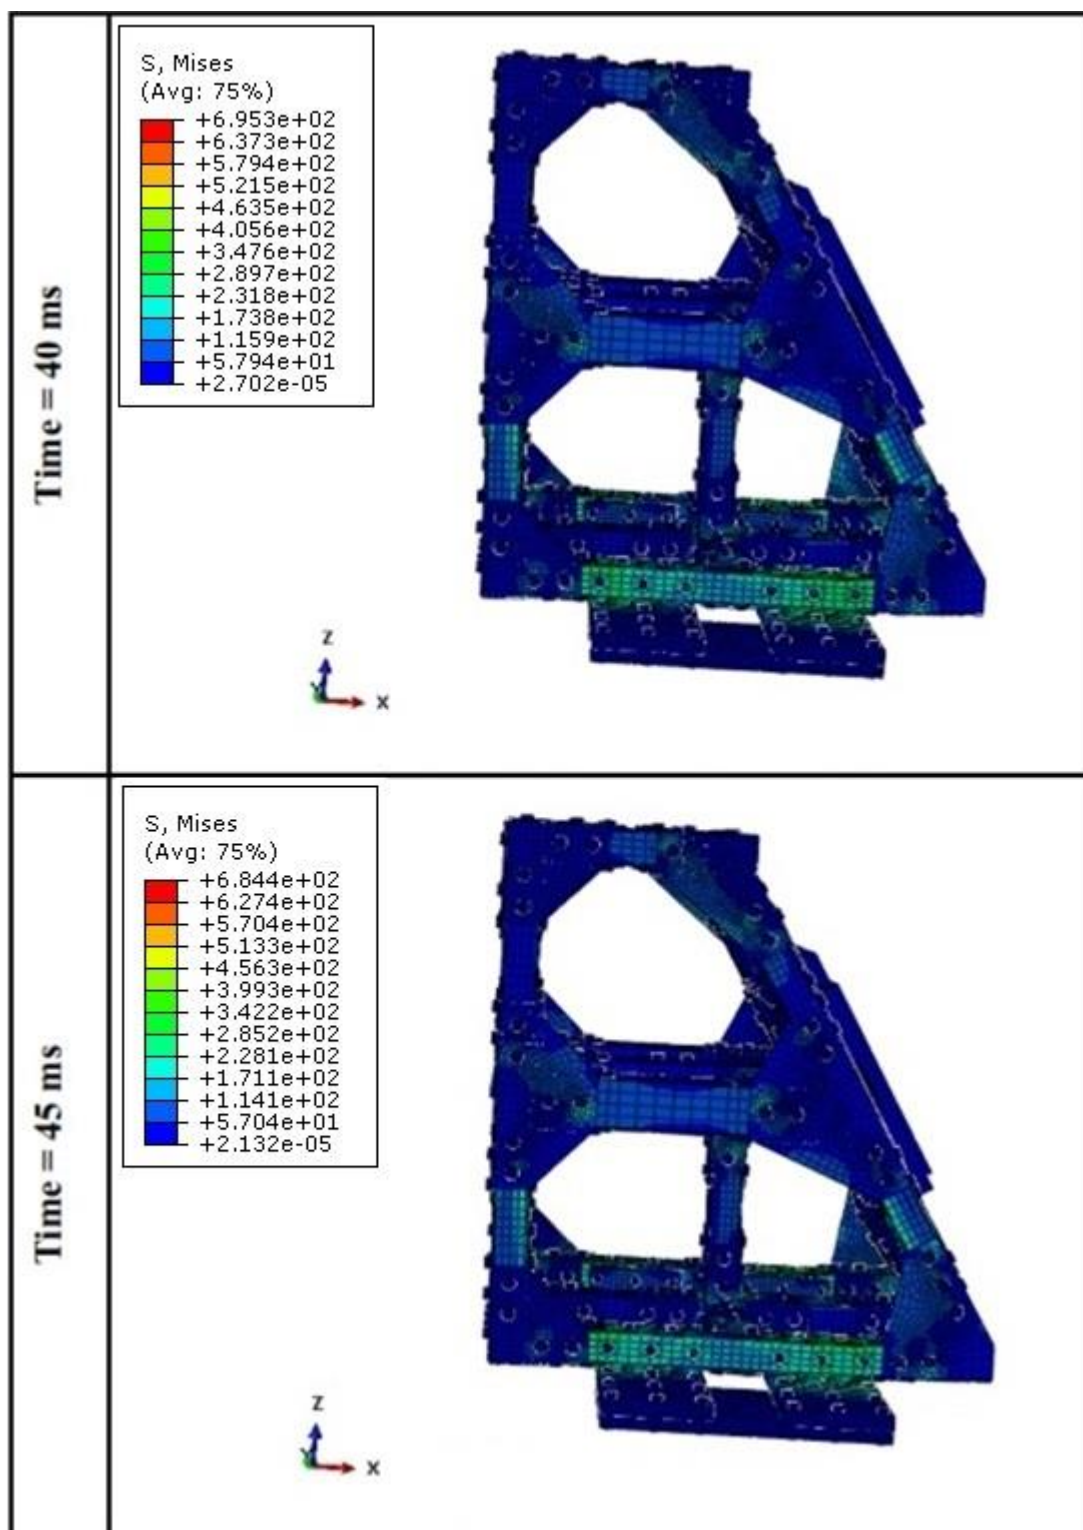 Time = 40 ms
S, Mises
(Avg: 75%)
+6.953e+02
+6.373e+02
+5.794e+02
+5.215e+02
+4.635e+02
+4.056e+02
+3.476e+02
+2.897e+02
+2.318e+02
+1.738e+02
+1.159e+02
+5.794e+01
+2.702e-05
Z
Y
X
Time = 45 ms
S, Mises
(Avg: 75%)
+6.844e+02
+6.274e+02
+5.704e+02
+5.133e+02
+4.563e+02
+3.993e+02
+3.422e+02
+2.852e+02
+2.281e+02
+1.711e+02
+1.141e+02
+5.704e+01
+2.132e-05
Z
Y
X